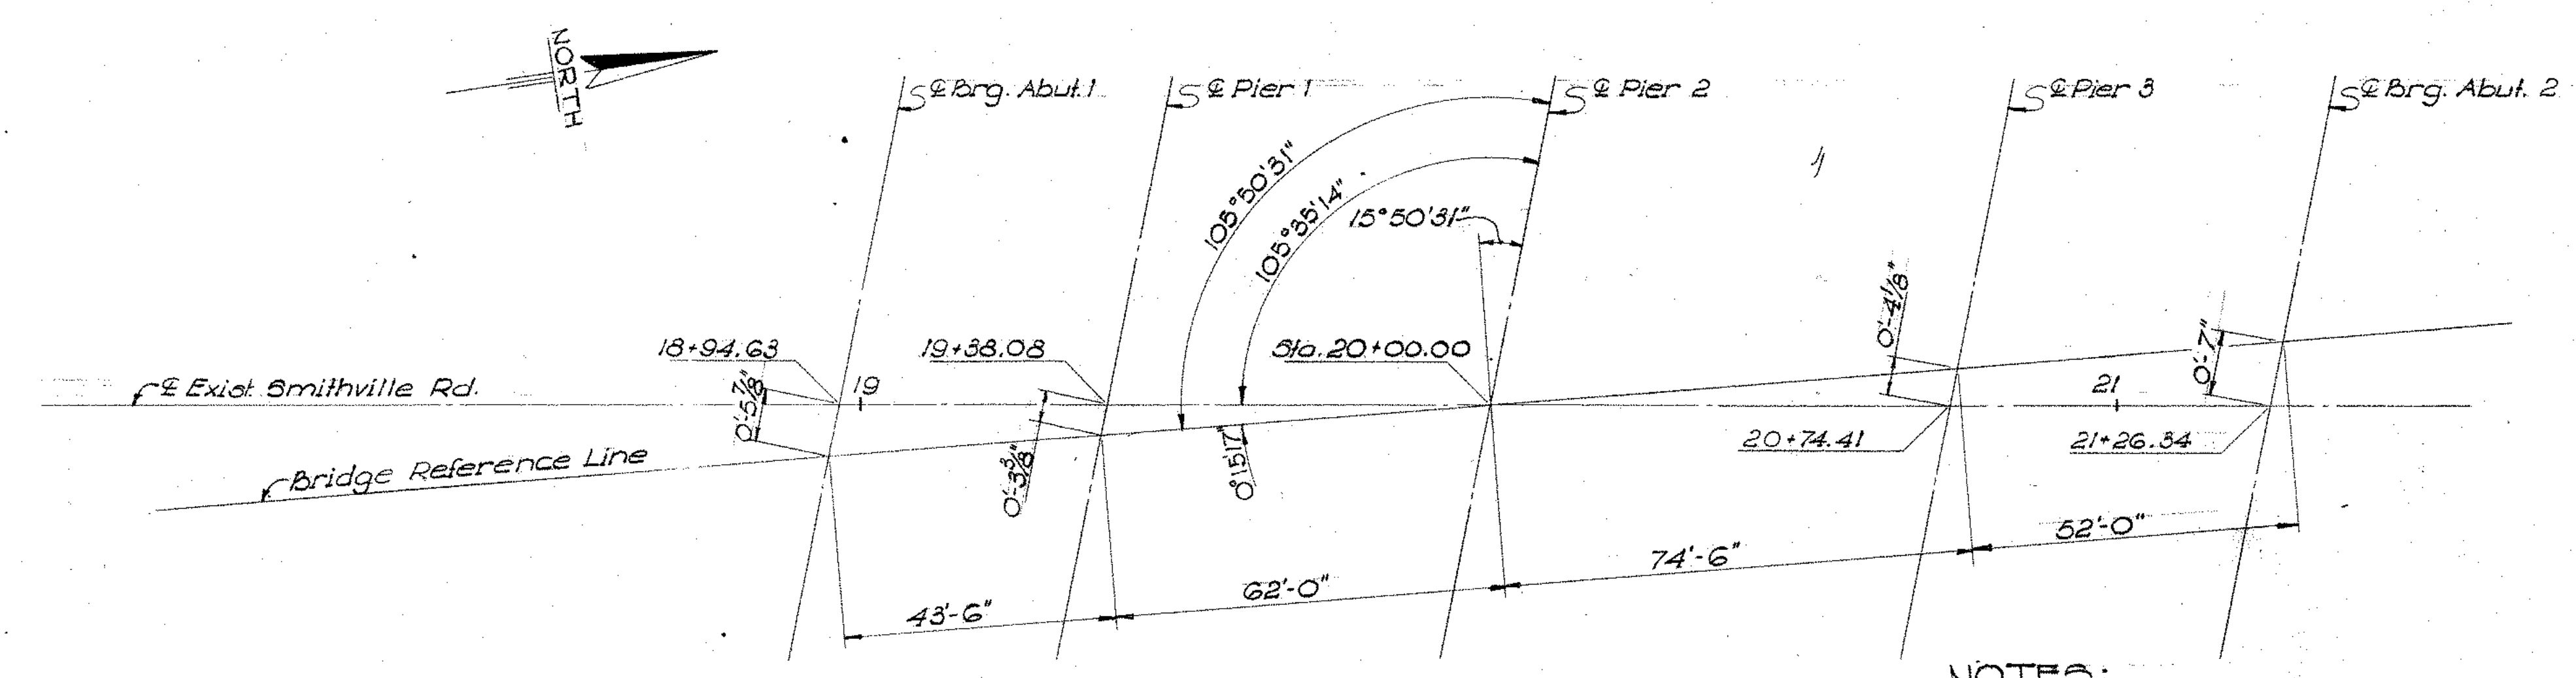 NORTH
℄ Brg. Abut. 1
℄ Pier 1
℄ Pier 2
℄ Pier 3
℄ Brg. Abut. 2
105°50'31"
105°35'14"
15°50'31"
18+94.63
19+38.08
Sta. 20+00.00
0'-4⅛"
0'-7"
℄ Exist. Smithville Rd.
0'-5⅞"
19
21
0'-3⅜"
0°15'17"
20+74.41
21+26.34
Bridge Reference Line
43'-6"
62'-0"
74'-6"
52'-0"
NOTES: